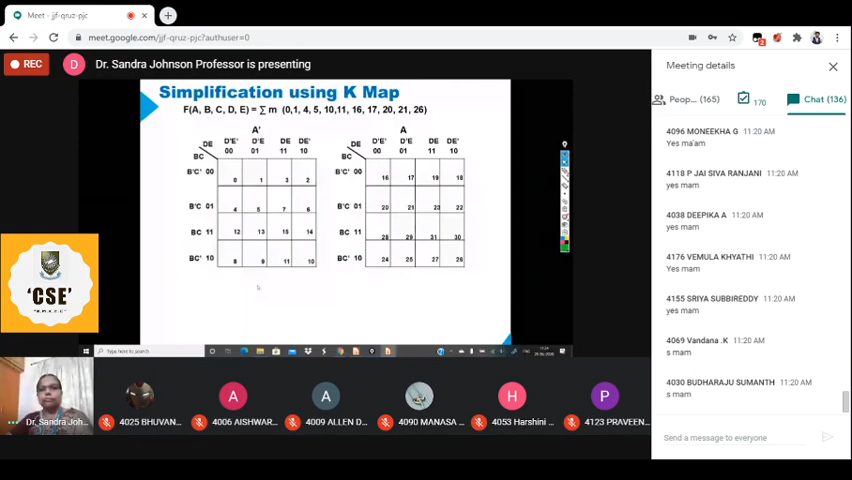 Meet - jjf-qruz-pjc
meet.google.com/jjf-qruz-pjc?authuser=0
REC
D
Dr. Sandra Johnson Professor is presenting
Simplification using K Map
F(A, B, C, D, E) = ∑ m (0,1, 4, 5, 10,11, 16, 17, 20, 21, 26)
A'
DE D'E' D'E DE DE'
00 01 11 10
BC
B'C' 00 0 1 3 2
B'C 01 4 5 7 6
BC 11 12 13 15 14
BC' 10 8 9 11 10
A
DE D'E' D'E DE DE'
00 01 11 10
BC
B'C' 00 16 17 19 18
B'C 01 20 21 23 22
BC 11 28 29 31 30
BC' 10 24 25 27 26
'CSE'
Type here to search
Dr. Sandra Joh...
4025 BHUVAN...
A
4006 AISHWAR...
A
4009 ALLEN D...
4090 MANASA ...
H
4053 Harshini ...
P
4123 PRAVEEN...
Meeting details
Peop... (165)
170
Chat (136)
4096 MONEEKHA G 11:20 AM
Yes ma'am
4118 P JAI SIVA RANJANI 11:20 AM
yes mam
4038 DEEPIKA A 11:20 AM
yes mam
4176 VEMULA KHYATHI 11:20 AM
Yes mam
4155 SRIYA SUBBIREDDY 11:20 AM
yes mam
4069 Vandana .K 11:20 AM
s mam
4030 BUDHARAJU SUMANTH 11:20 AM
s mam
Send a message to everyone